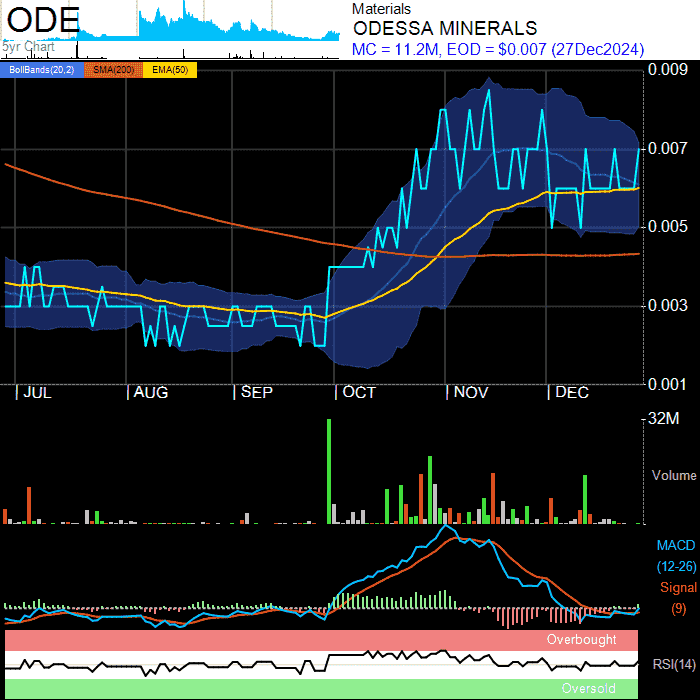 ODE
5yr Chart
Materials
ODESSA MINERALS
MC = 11.2M, EOD = $0.007 (27Dec2024)
BollBands(20,2) SMA(200) EMA(50)
0.009
0.007
0.005
0.003
0.001
JUL AUG SEP OCT NOV DEC
32M
Volume
MACD
(12-26)
Signal
(9)
Overbought
RSI(14)
Oversold